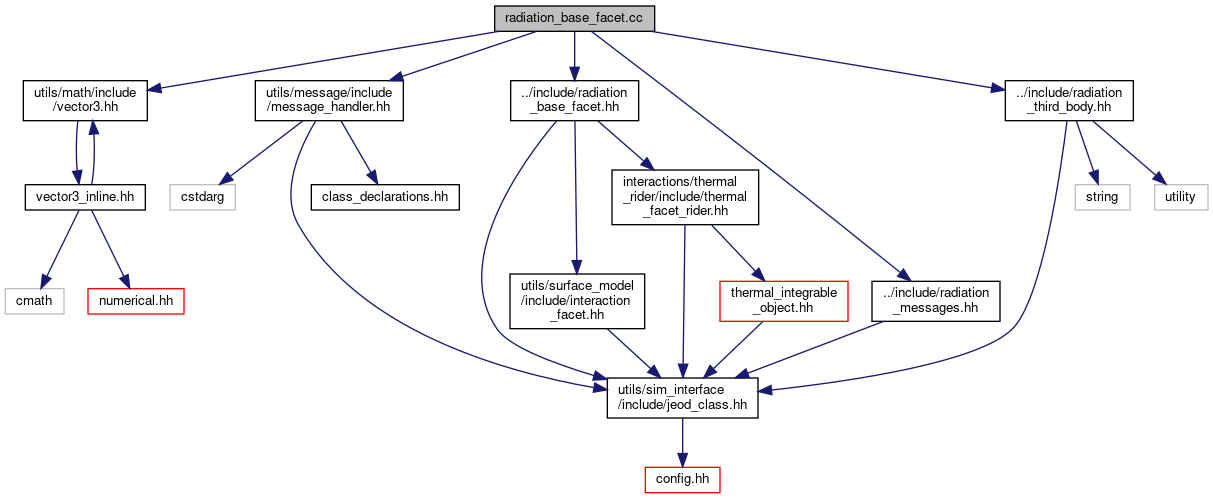 radiation_base_facet.cc
utils/math/include
/vector3.hh
utils/message/include
/message_handler.hh
../include/radiation
_base_facet.hh
../include/radiation
_third_body.hh
vector3_inline.hh
cstdarg
class_declarations.hh
interactions/thermal
_rider/include/thermal
_facet_rider.hh
string
utility
cmath
numerical.hh
utils/surface_model
/include/interaction
_facet.hh
thermal_integrable
_object.hh
../include/radiation
_messages.hh
utils/sim_interface
/include/jeod_class.hh
config.hh